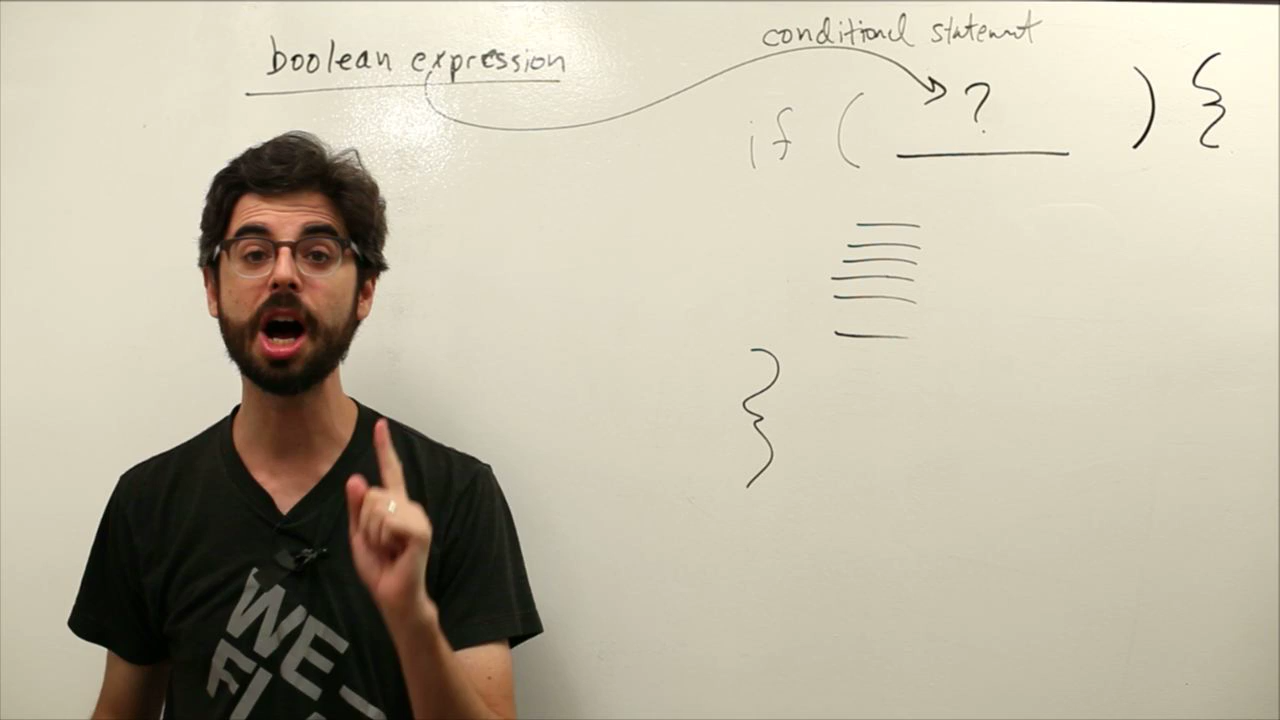 boolean expression
conditional statement
if ( ? ) {
}
WE